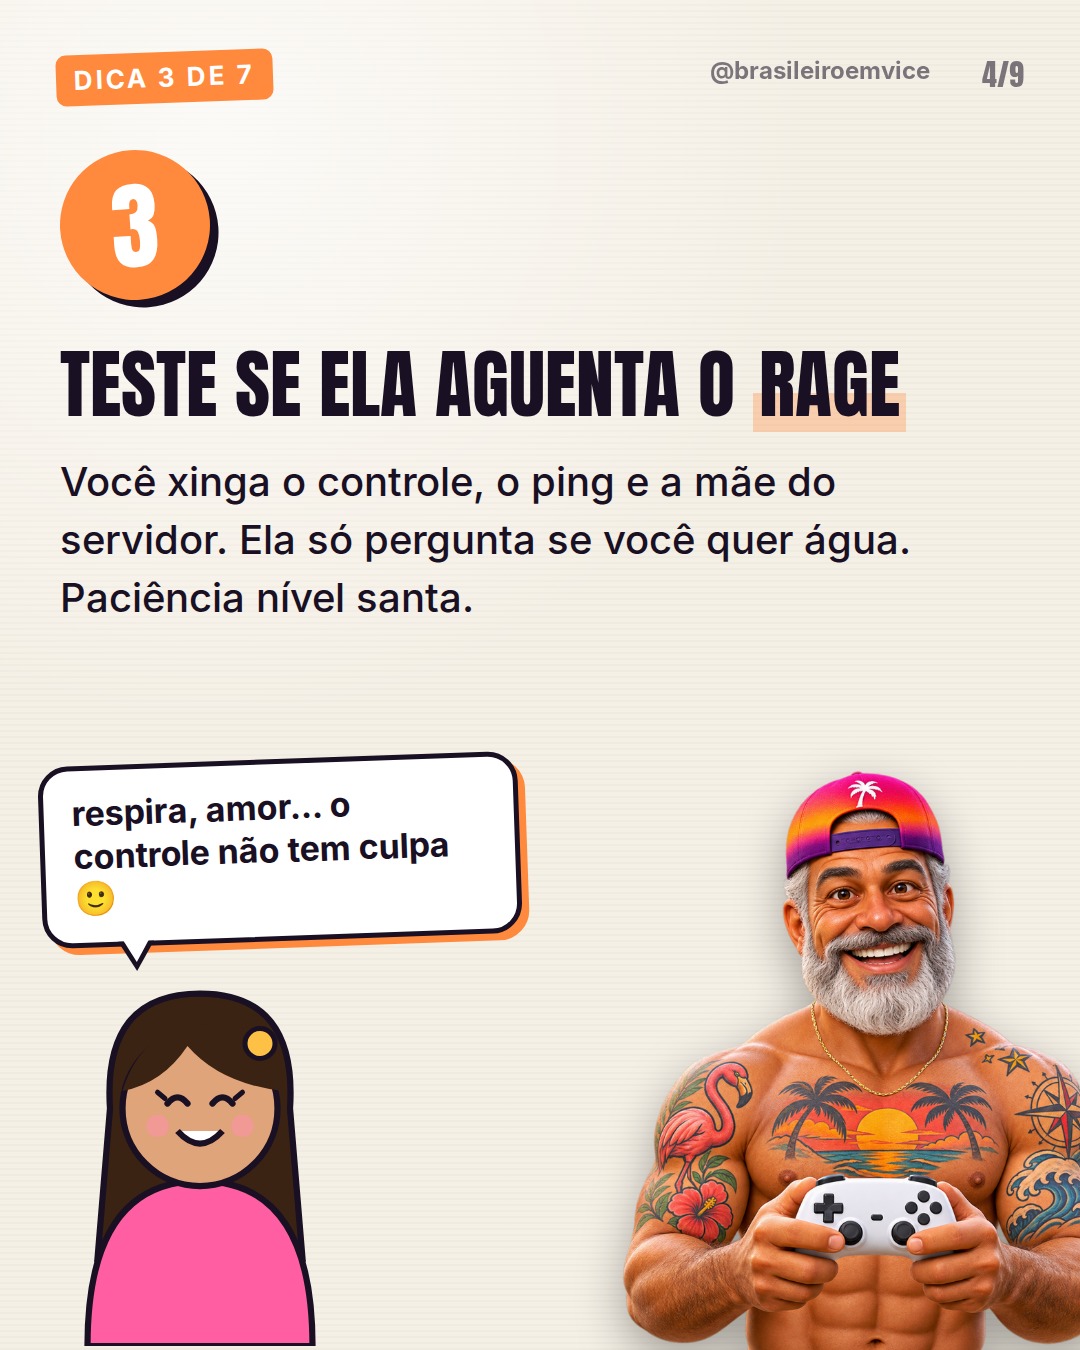 DICA 3 DE 7
@brasileiroemvice
4/9
3
TESTE SE ELA AGUENTA O RAGE
Você xinga o controle, o ping e a mãe do
servidor. Ela só pergunta se você quer água.
Paciência nível santa.
respira, amor... o
controle não tem culpa
🙂